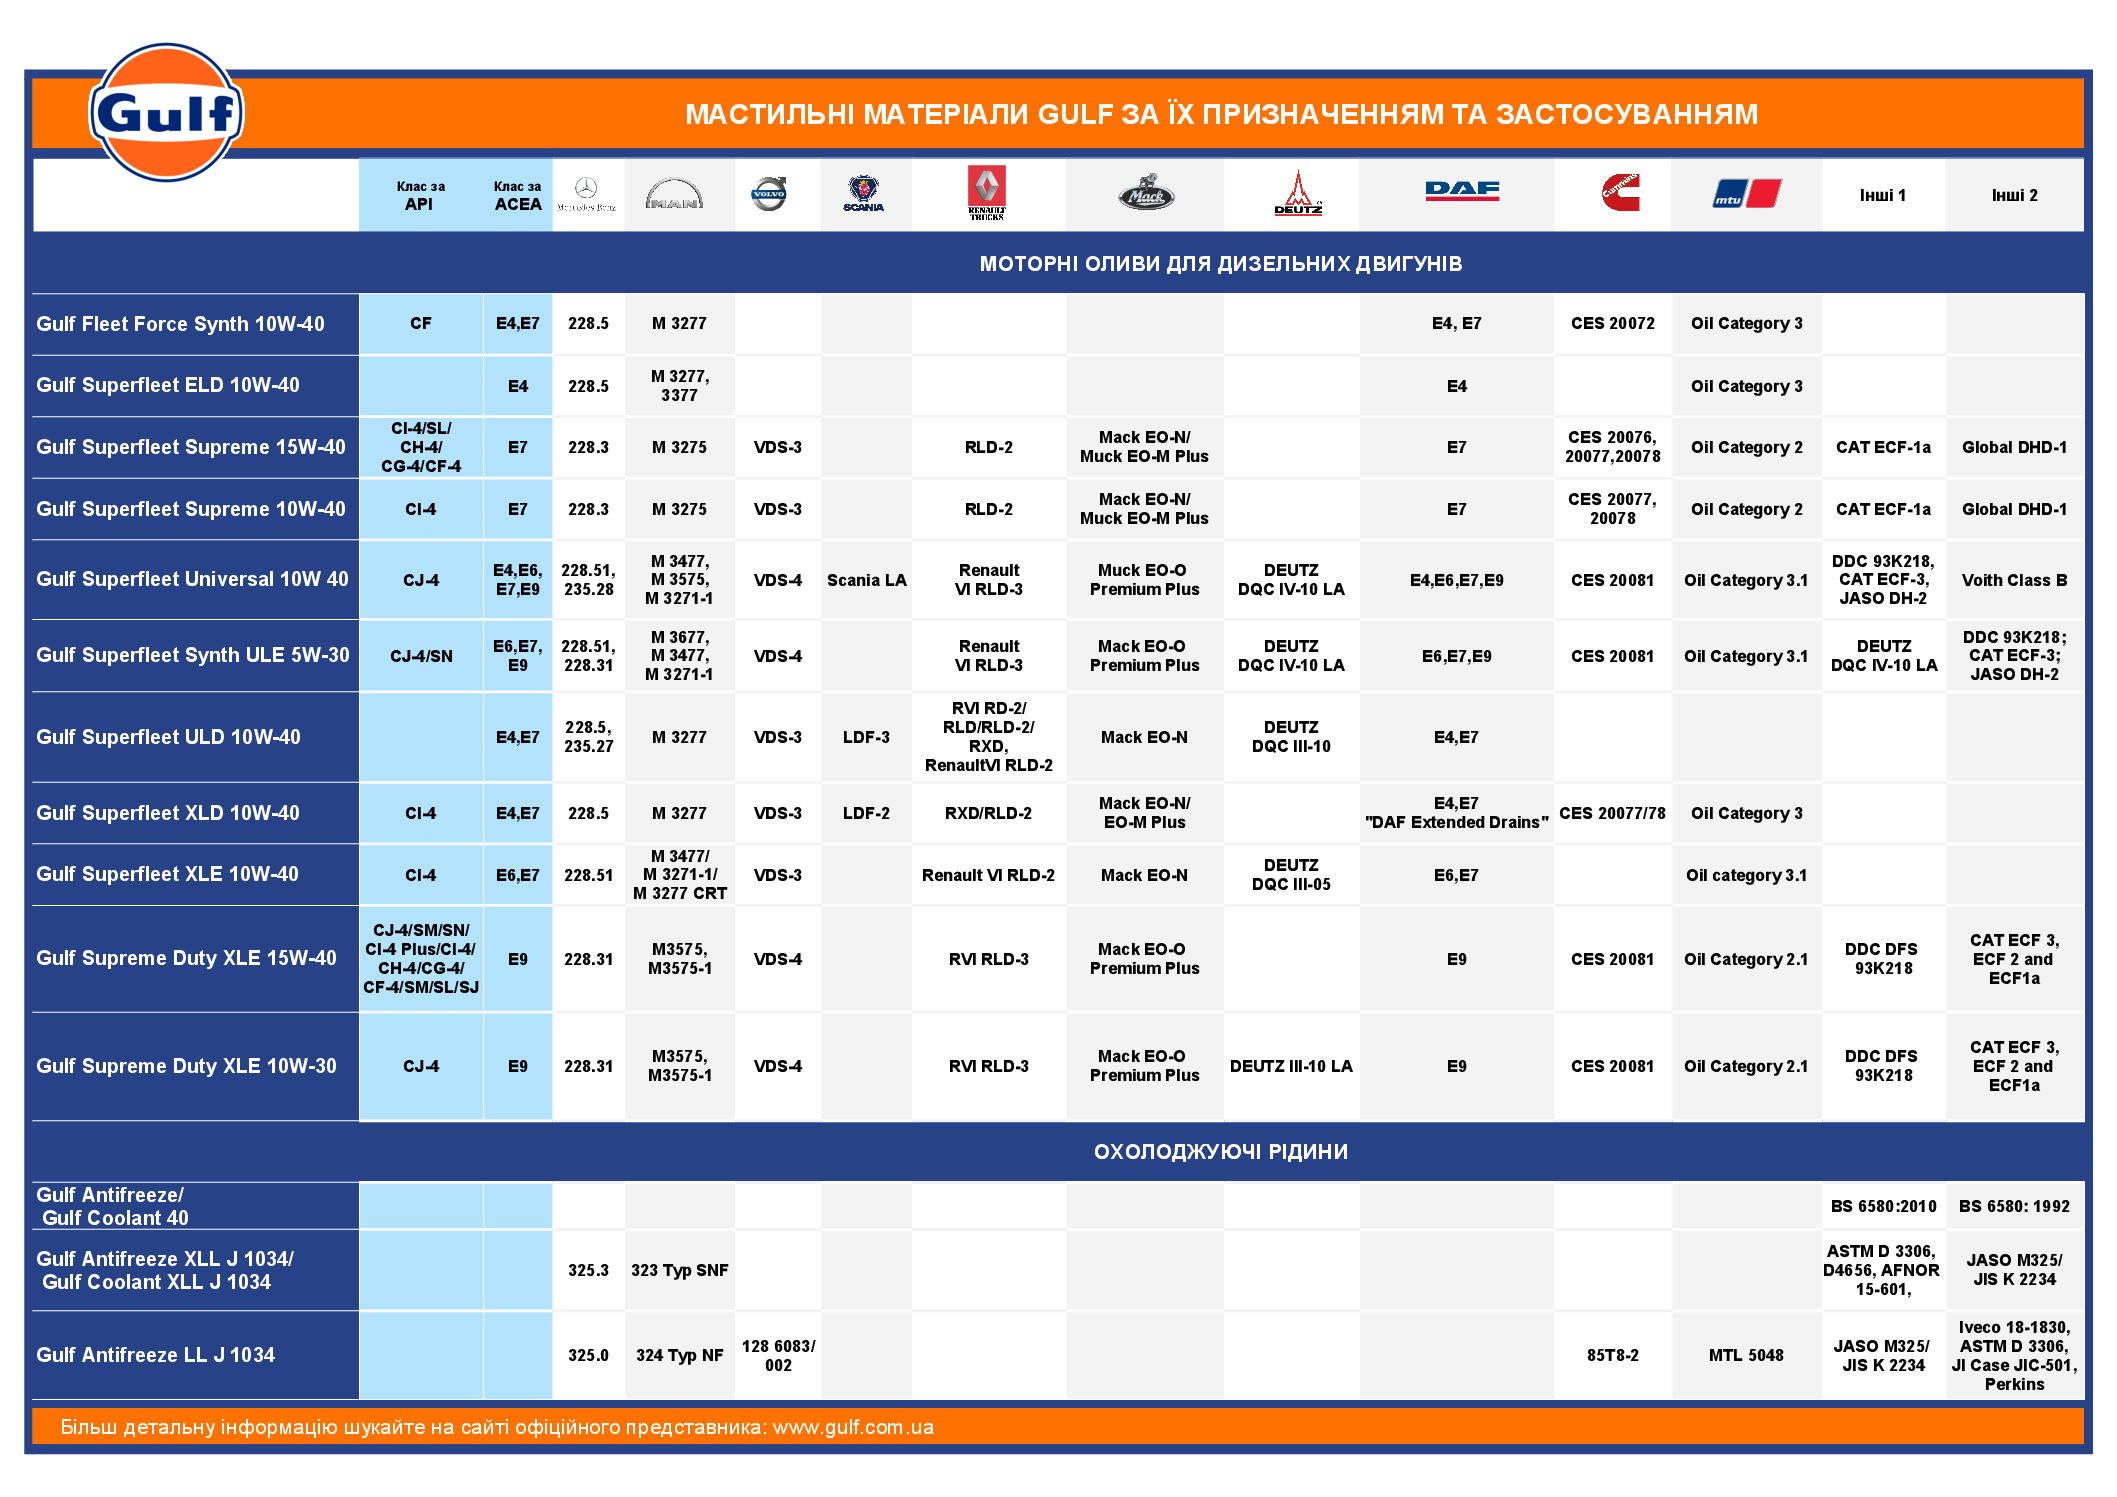 Gulf
МАСТИЛЬНІ МАТЕРІАЛИ GULF ЗА ЇХ ПРИЗНАЧЕННЯМ ТА ЗАСТОСУВАННЯМ
Клас за
API
Клас за
ACEA
Mercedes-Benz
MAN
VOLVO
SCANIA
RENAULT
TRUCKS
Mack
DEUTZ
DAF
Cummins
mtu
Інші 1
Інші 2
МОТОРНІ ОЛИВИ ДЛЯ ДИЗЕЛЬНИХ ДВИГУНІВ
Gulf Fleet Force Synth 10W-40
CF
E4,E7
228.5
M 3277
E4, E7
CES 20072
Oil Category 3
Gulf Superfleet ELD 10W-40
E4
228.5
M 3277,
3377
E4
Oil Category 3
Gulf Superfleet Supreme 15W-40
CI-4/SL/
CH-4/
CG-4/CF-4
E7
228.3
M 3275
VDS-3
RLD-2
Mack EO-N/
Muck EO-M Plus
E7
CES 20076,
20077,20078
Oil Category 2
CAT ECF-1a
Global DHD-1
Gulf Superfleet Supreme 10W-40
CI-4
E7
228.3
M 3275
VDS-3
RLD-2
Mack EO-N/
Muck EO-M Plus
E7
CES 20077,
20078
Oil Category 2
CAT ECF-1a
Global DHD-1
Gulf Superfleet Universal 10W 40
CJ-4
E4,E6,
E7,E9
228.51,
235.28
M 3477,
M 3575,
M 3271-1
VDS-4
Scania LA
Renault
VI RLD-3
Muck EO-O
Premium Plus
DEUTZ
DQC IV-10 LA
E4,E6,E7,E9
CES 20081
Oil Category 3.1
DDC 93K218,
CAT ECF-3,
JASO DH-2
Voith Class B
Gulf Superfleet Synth ULE 5W-30
CJ-4/SN
E6,E7,
E9
228.51,
228.31
M 3677,
M 3477,
M 3271-1
VDS-4
Renault
VI RLD-3
Mack EO-O
Premium Plus
DEUTZ
DQC IV-10 LA
E6,E7,E9
CES 20081
Oil Category 3.1
DEUTZ
DQC IV-10 LA
DDC 93K218;
CAT ECF-3;
JASO DH-2
Gulf Superfleet ULD 10W-40
E4,E7
228.5,
235.27
M 3277
VDS-3
LDF-3
RVI RD-2/
RLD/RLD-2/
RXD,
RenaultVI RLD-2
Mack EO-N
DEUTZ
DQC III-10
E4,E7
Gulf Superfleet XLD 10W-40
CI-4
E4,E7
228.5
M 3277
VDS-3
LDF-2
RXD/RLD-2
Mack EO-N/
EO-M Plus
E4,E7
"DAF Extended Drains"
CES 20077/78
Oil Category 3
Gulf Superfleet XLE 10W-40
CI-4
E6,E7
228.51
M 3477/
M 3271-1/
M 3277 CRT
VDS-3
Renault VI RLD-2
Mack EO-N
DEUTZ
DQC III-05
E6,E7
Oil category 3.1
Gulf Supreme Duty XLE 15W-40
CJ-4/SM/SN/
CI-4 Plus/CI-4/
CH-4/CG-4/
CF-4/SM/SL/SJ
E9
228.31
M3575,
M3575-1
VDS-4
RVI RLD-3
Mack EO-O
Premium Plus
E9
CES 20081
Oil Category 2.1
DDC DFS
93K218
CAT ECF 3,
ECF 2 and
ECF1a
Gulf Supreme Duty XLE 10W-30
CJ-4
E9
228.31
M3575,
M3575-1
VDS-4
RVI RLD-3
Mack EO-O
Premium Plus
DEUTZ III-10 LA
E9
CES 20081
Oil Category 2.1
DDC DFS
93K218
CAT ECF 3,
ECF 2 and
ECF1a
ОХОЛОДЖУЮЧІ РІДИНИ
Gulf Antifreeze/
Gulf Coolant 40
BS 6580:2010
BS 6580: 1992
Gulf Antifreeze XLL J 1034/
Gulf Coolant XLL J 1034
325.3
323 Typ SNF
ASTM D 3306,
D4656, AFNOR
15-601,
JASO M325/
JIS K 2234
Gulf Antifreeze LL J 1034
325.0
324 Typ NF
128 6083/
002
85T8-2
MTL 5048
JASO M325/
JIS K 2234
Iveco 18-1830,
ASTM D 3306,
JI Case JIC-501,
Perkins
Більш детальну інформацію шукайте на сайті офіційного представника: www.gulf.com.ua